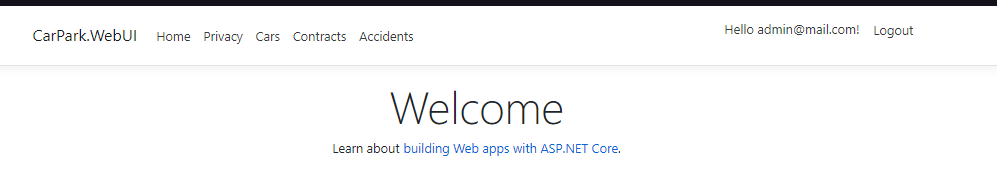 CarPark.WebUI Home Privacy Cars Contracts Accidents Hello admin@mail.com! Logout
Welcome
Learn about building Web apps with ASP.NET Core.